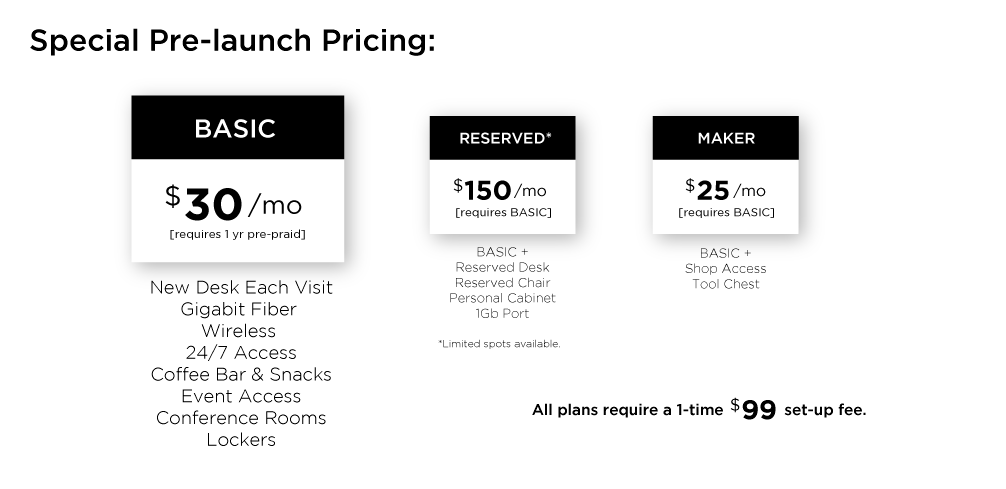 Special Pre-launch Pricing:
BASIC
$30/mo
[requires 1 yr pre-praid]
New Desk Each Visit
Gigabit Fiber
Wireless
24/7 Access
Coffee Bar & Snacks
Event Access
Conference Rooms
Lockers
RESERVED*
$150/mo
[requires BASIC]
BASIC +
Reserved Desk
Reserved Chair
Personal Cabinet
1Gb Port
*Limited spots available.
MAKER
$25/mo
[requires BASIC]
BASIC +
Shop Access
Tool Chest
All plans require a 1-time $99 set-up fee.